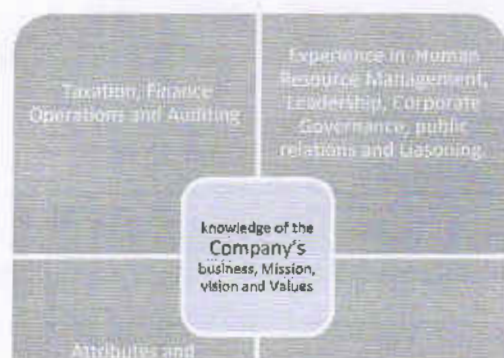 Taxation, Finance
Operations and Auditing
Experience in Human
Resource Management,
Leadership, Corporate
Governance, public
relations and Liasoning.
knowledge of the
Company's
business, Mission,
vision and Values
Attributes and